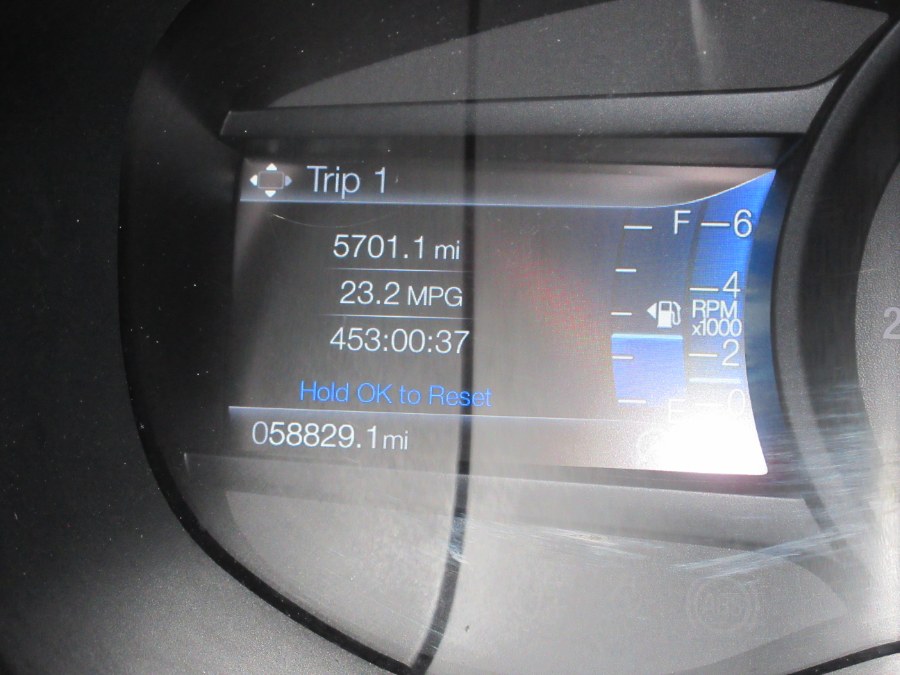 Trip 1
5701.1 mi
23.2 MPG
453:00:37
Hold OK to Reset
058829.1mi
F
E
6
4
RPM
x1000
2
0
2